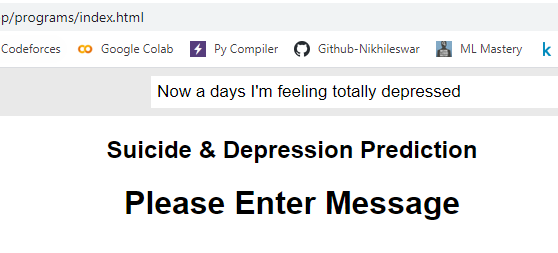 p/programs/index.html
Codeforces Google Colab Py Compiler Github-Nikhileswar ML Mastery k
Now a days I'm feeling totally depressed
Suicide & Depression Prediction
Please Enter Message